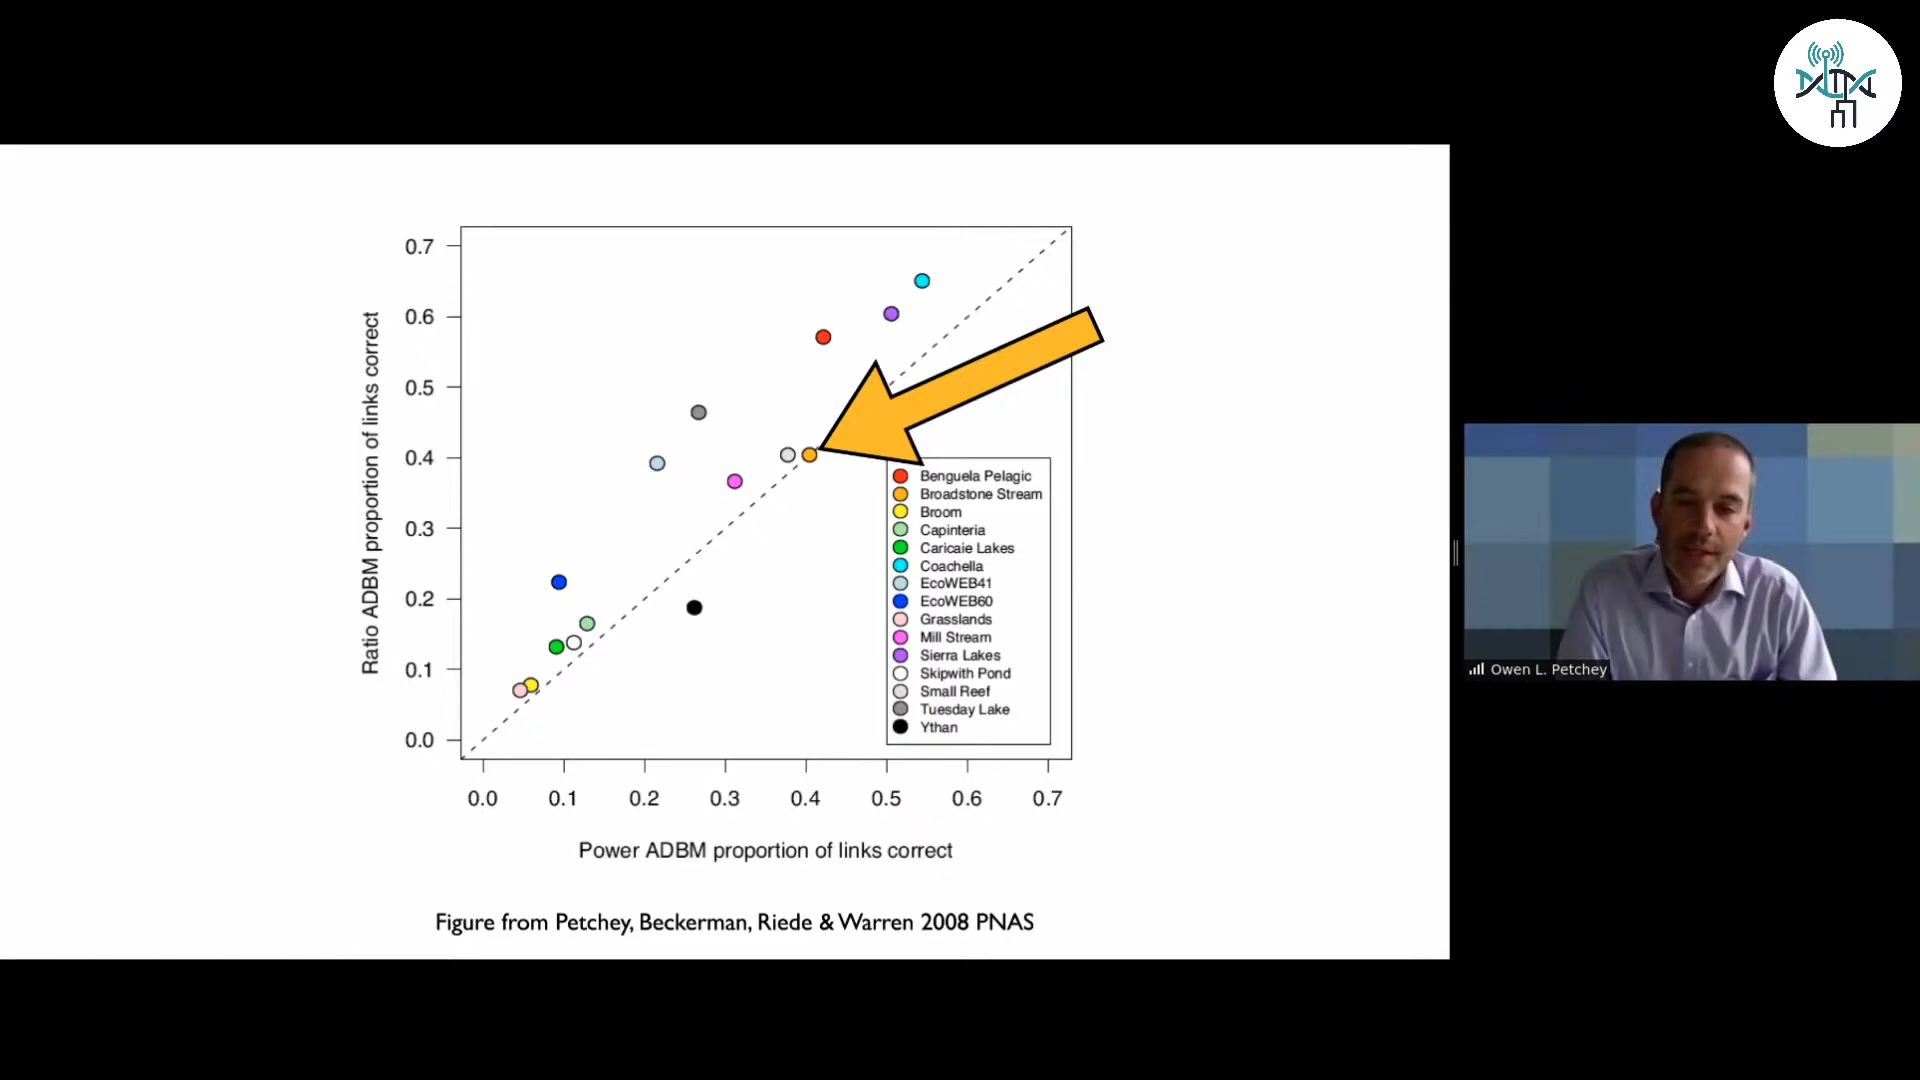 0.7
0.6
0.5
0.4
0.3
0.2
0.1
0.0
Ratio ADBM proportion of links correct
Benguela Pelagic
Broadstone Stream
Broom
Capinteria
Caricaie Lakes
Coachella
EcoWEB41
EcoWEB60
Grasslands
Mill Stream
Sierra Lakes
Skipwith Pond
Small Reef
Tuesday Lake
Ythan
0.0 0.1 0.2 0.3 0.4 0.5 0.6 0.7
Power ADBM proportion of links correct
Figure from Petchey, Beckerman, Riede & Warren 2008 PNAS
Owen L. Petchey